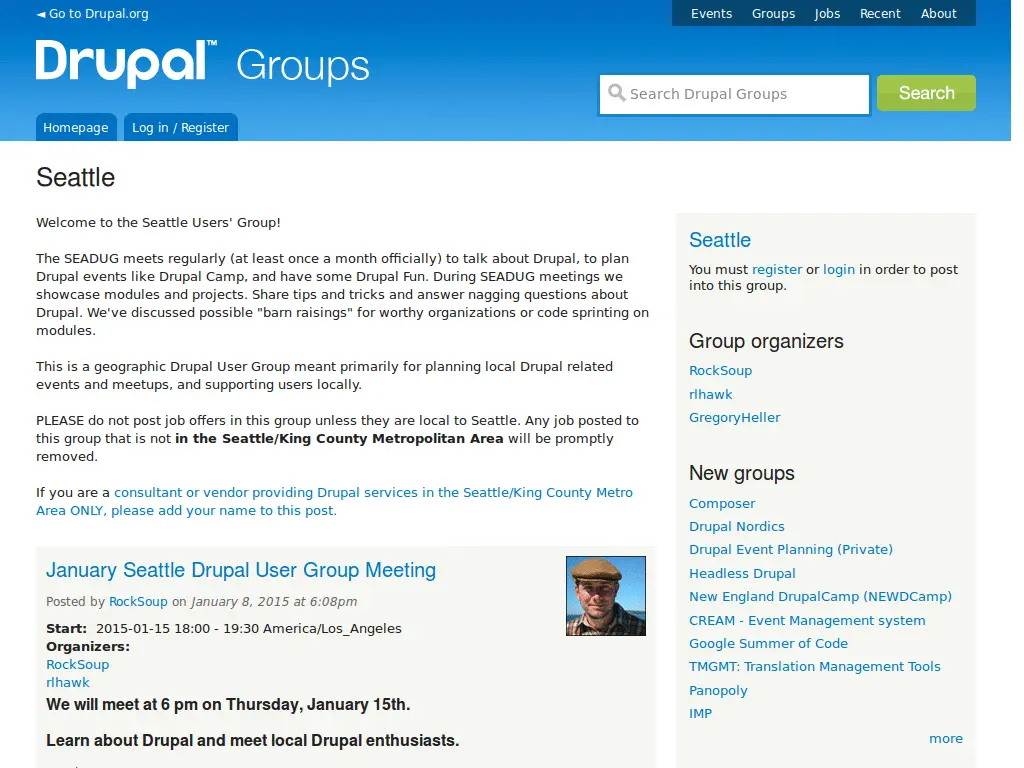 ◄ Go to Drupal.org
Events Groups Jobs Recent About
Drupal™ Groups
Search Drupal Groups Search
Homepage Log in / Register
Seattle
Welcome to the Seattle Users' Group!
The SEADUG meets regularly (at least once a month officially) to talk about Drupal, to plan
Drupal events like Drupal Camp, and have some Drupal Fun. During SEADUG meetings we
showcase modules and projects. Share tips and tricks and answer nagging questions about
Drupal. We've discussed possible "barn raisings" for worthy organizations or code sprinting on
modules.
This is a geographic Drupal User Group meant primarily for planning local Drupal related
events and meetups, and supporting users locally.
PLEASE do not post job offers in this group unless they are local to Seattle. Any job posted to
this group that is not in the Seattle/King County Metropolitan Area will be promptly
removed.
If you are a consultant or vendor providing Drupal services in the Seattle/King County Metro
Area ONLY, please add your name to this post.
January Seattle Drupal User Group Meeting
Posted by RockSoup on January 8, 2015 at 6:08pm
Start: 2015-01-15 18:00 - 19:30 America/Los_Angeles
Organizers:
RockSoup
rlhawk
We will meet at 6 pm on Thursday, January 15th.
Learn about Drupal and meet local Drupal enthusiasts.
Seattle
You must register or login in order to post
into this group.
Group organizers
RockSoup
rlhawk
GregoryHeller
New groups
Composer
Drupal Nordics
Drupal Event Planning (Private)
Headless Drupal
New England DrupalCamp (NEWDCamp)
CREAM - Event Management system
Google Summer of Code
TMGMT: Translation Management Tools
Panopoly
IMP
more